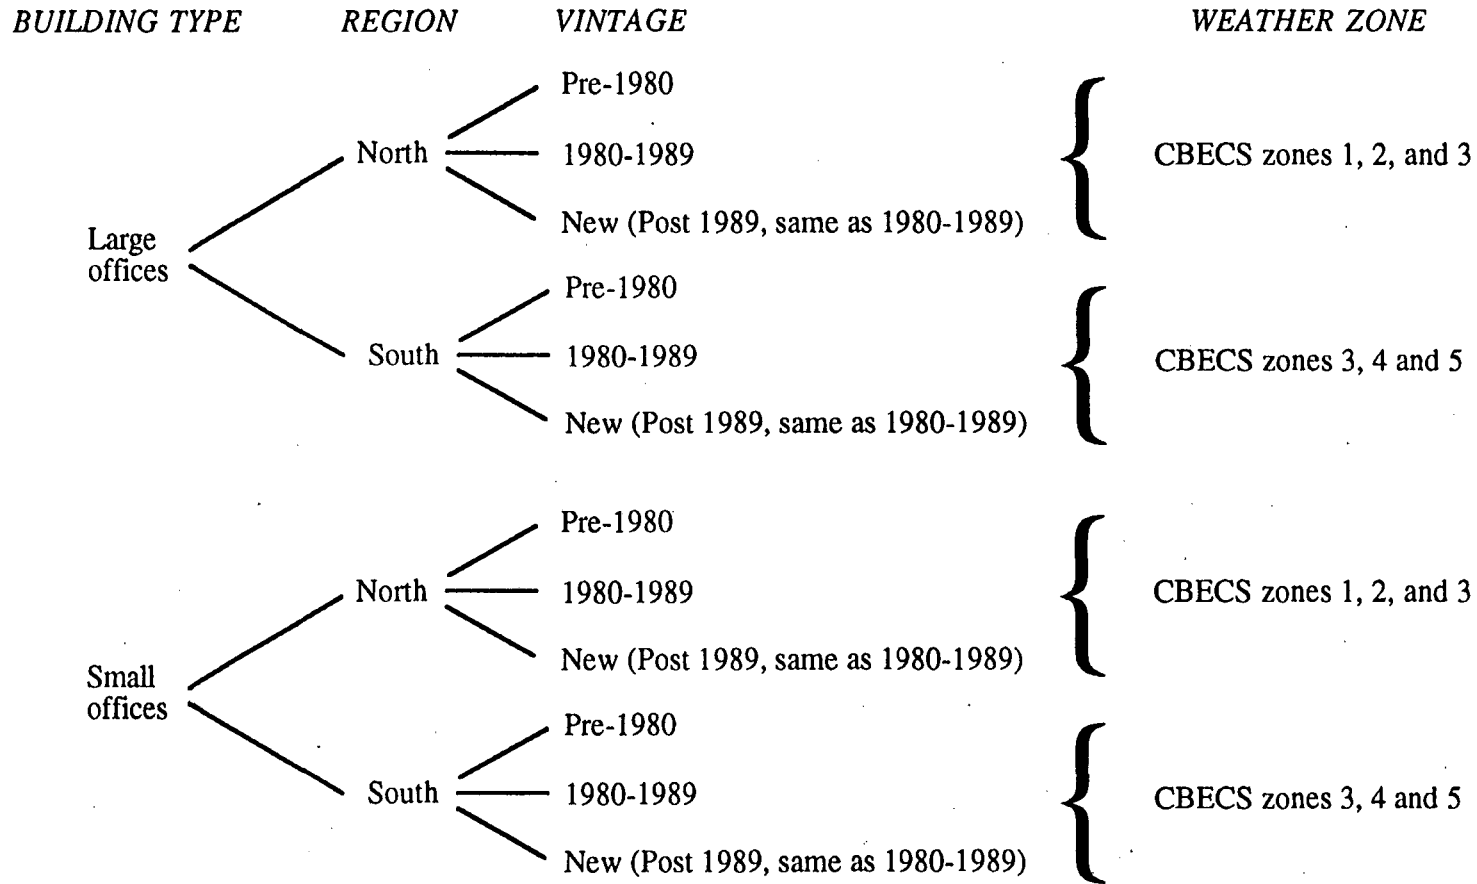 BUILDING TYPE REGION VINTAGE WEATHER ZONE
Pre-1980
North 1980-1989 CBECS zones 1, 2, and 3
New (Post 1989, same as 1980-1989)
Large
offices
Pre-1980
South 1980-1989 CBECS zones 3, 4 and 5
New (Post 1989, same as 1980-1989)
Pre-1980
North 1980-1989 CBECS zones 1, 2, and 3
New (Post 1989, same as 1980-1989)
Small
offices
Pre-1980
South 1980-1989 CBECS zones 3, 4 and 5
New (Post 1989, same as 1980-1989)